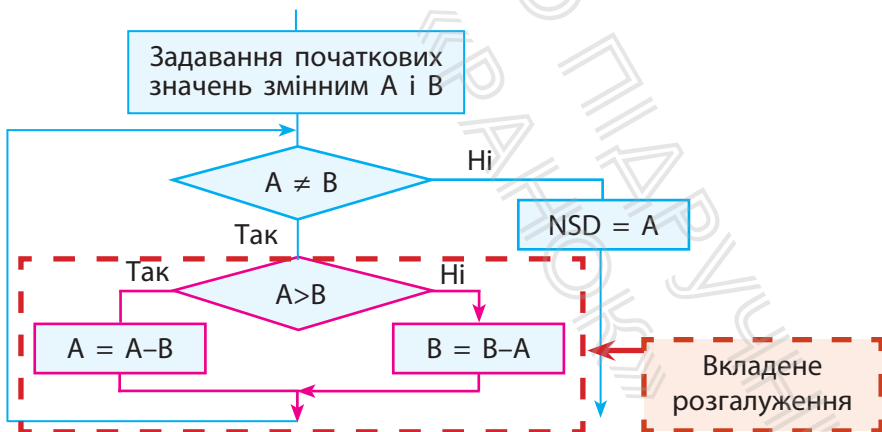 Задавання початкових
значень змінним A і B
A ≠ B
Ні
NSD = A
Так
Так
A>B
Ні
A = A–B
B = B–A
Вкладене
розгалуження